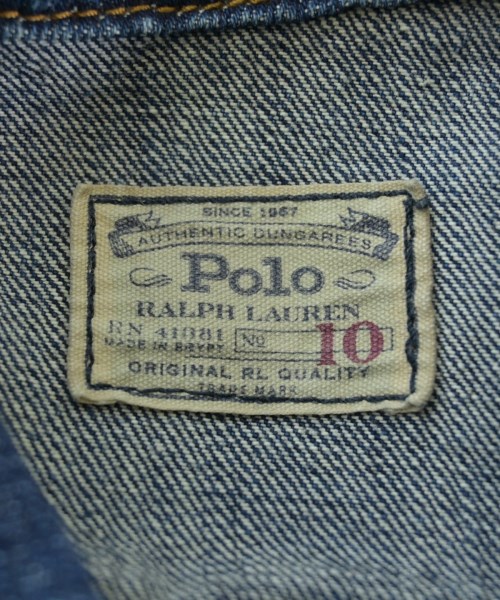 SINCE 1967
AUTHENTIC DUNGAREES
Polo
RALPH LAUREN
RN 41381 No 10
MADE IN EGYPT
ORIGINAL RL QUALITY
TRADE MARK